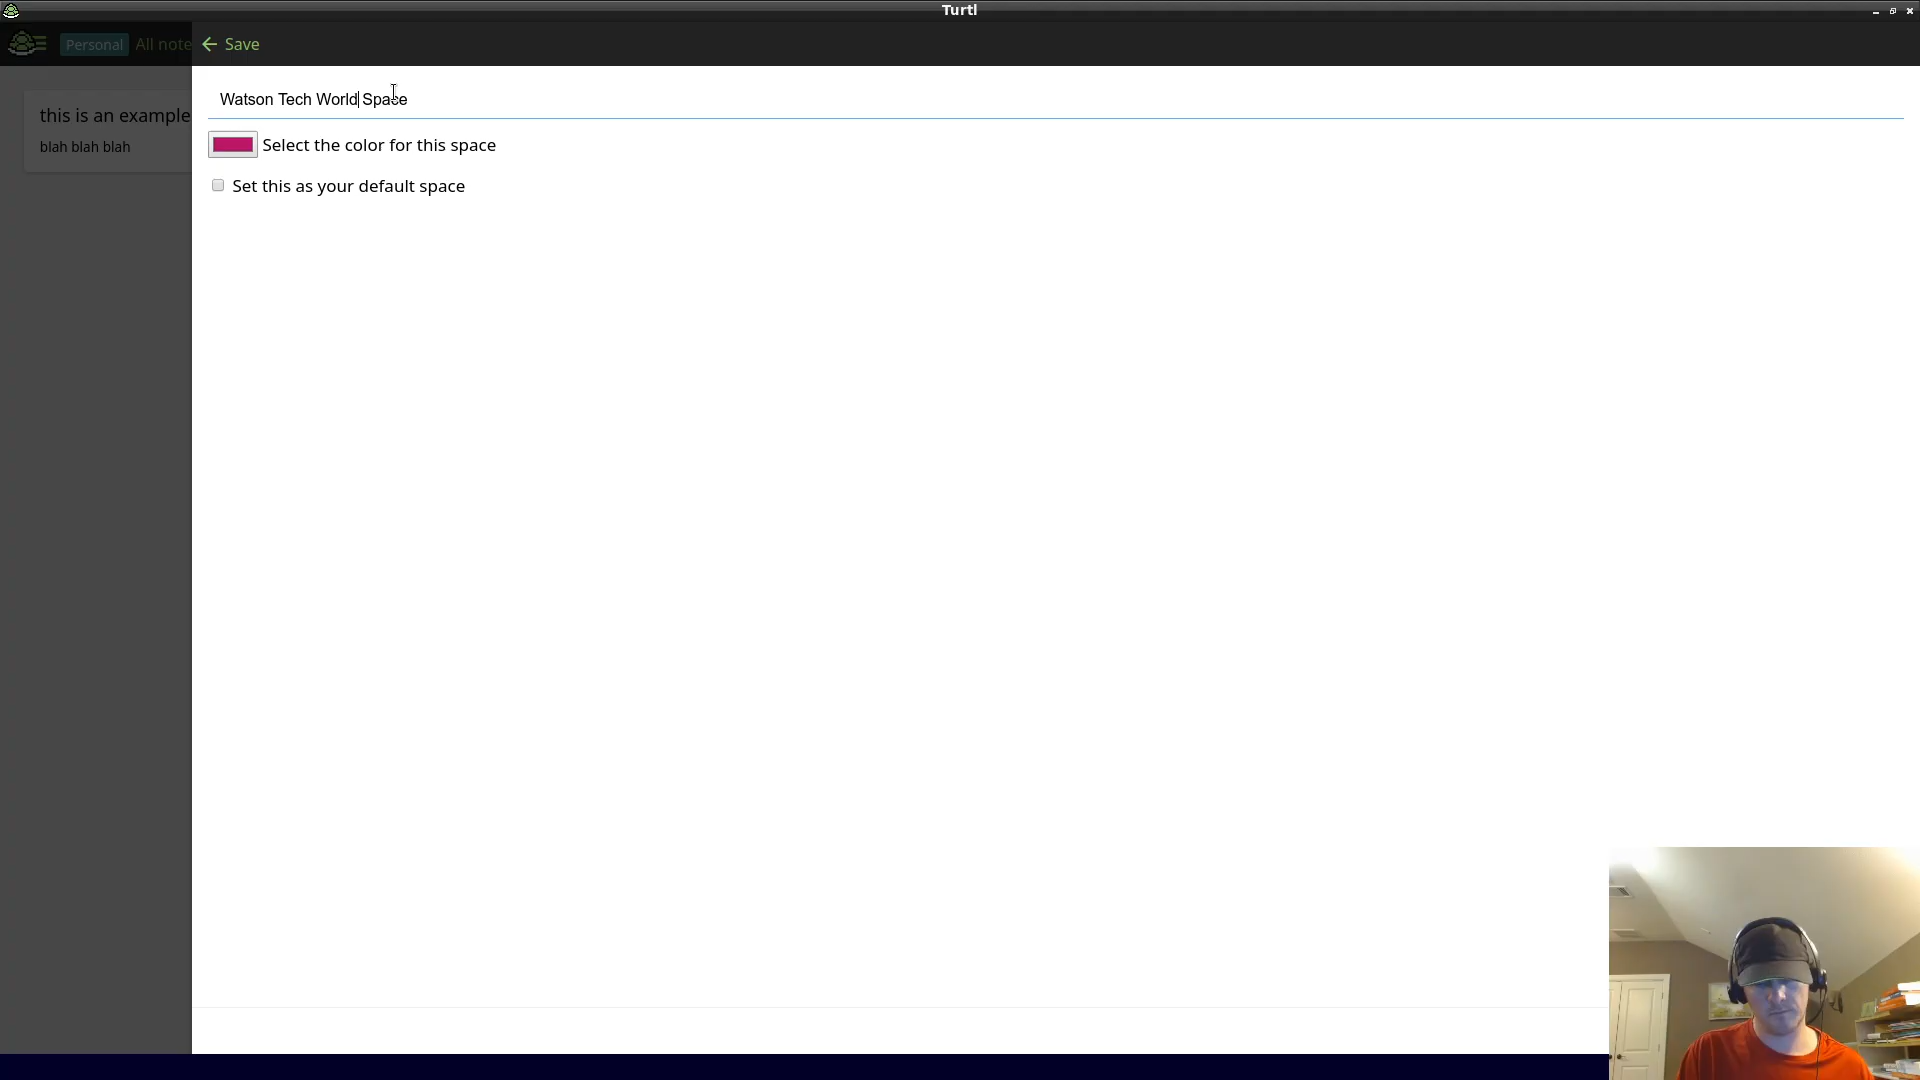 Turtl
Personal All note
Save
this is an example
blah blah blah
Watson Tech World Space
Select the color for this space
Set this as your default space